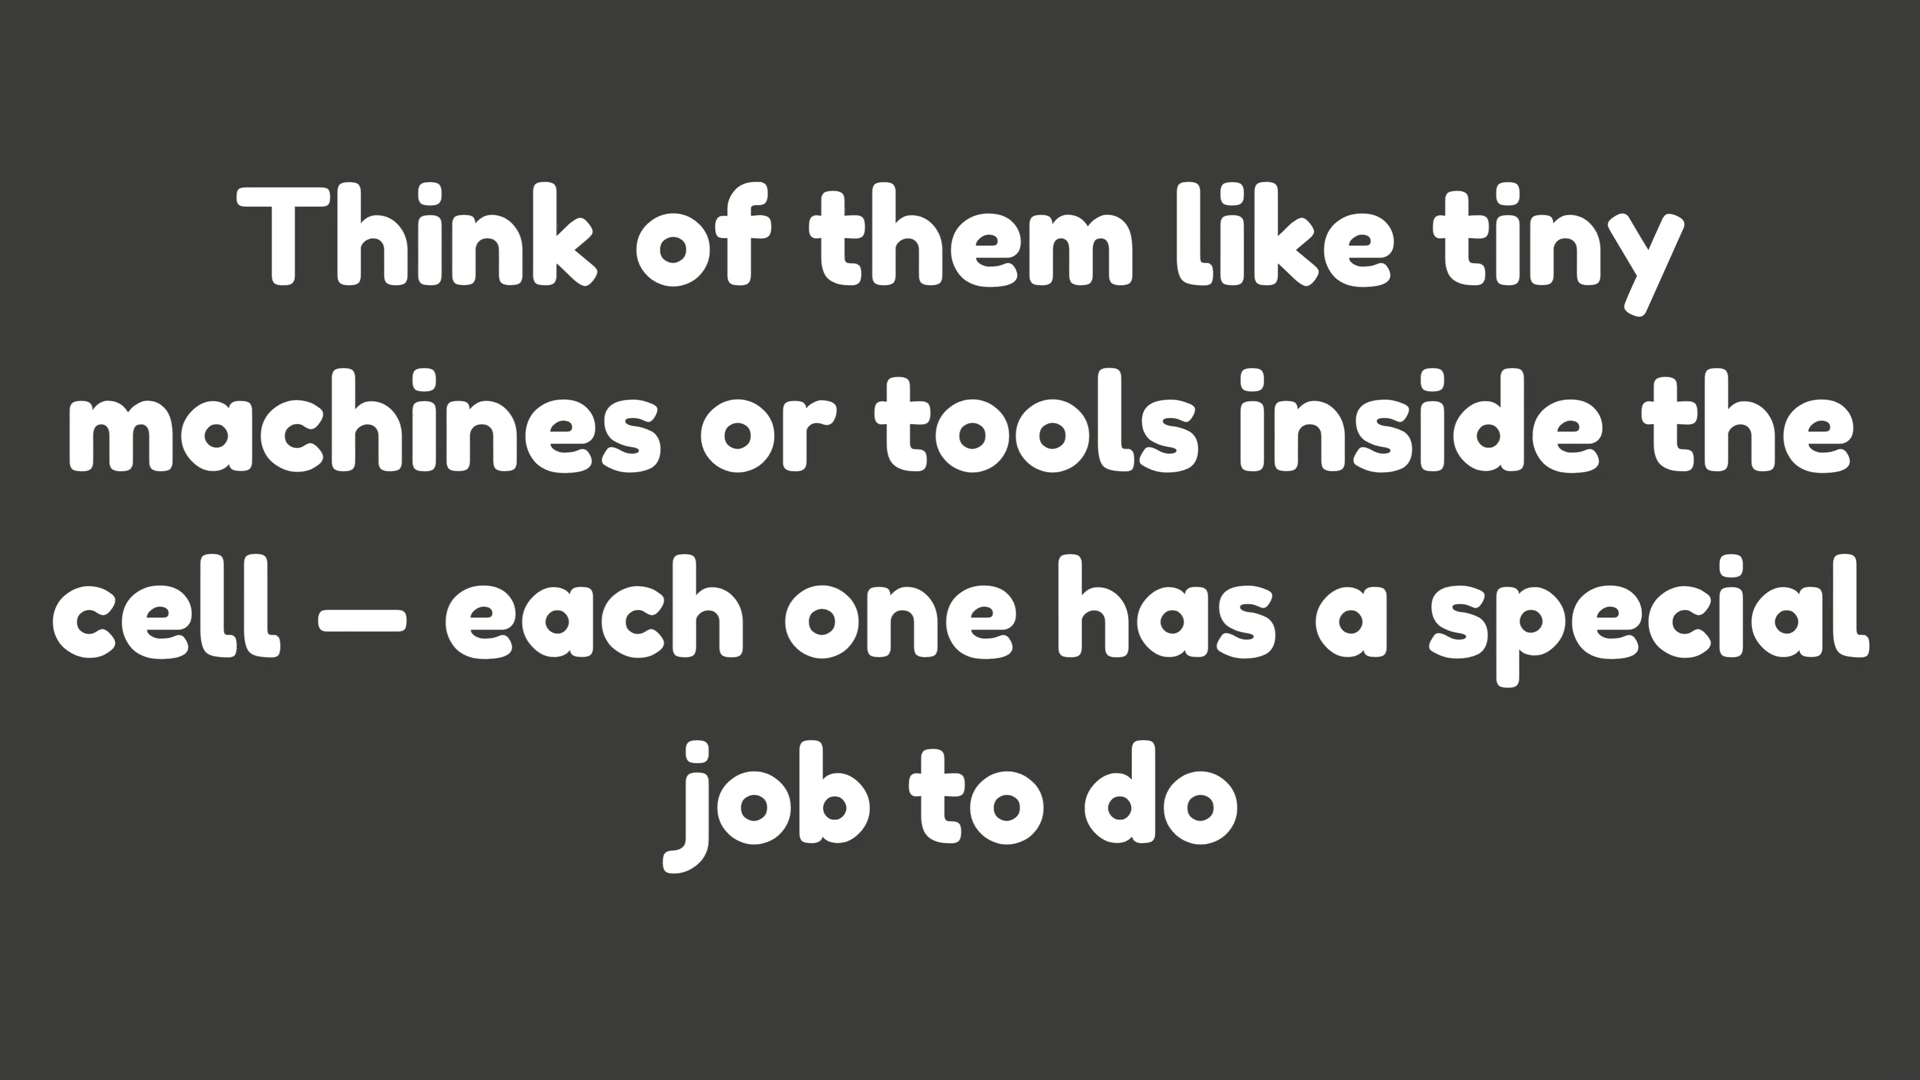 Think of them like tiny
machines or tools inside the
cell – each one has a special
job to do